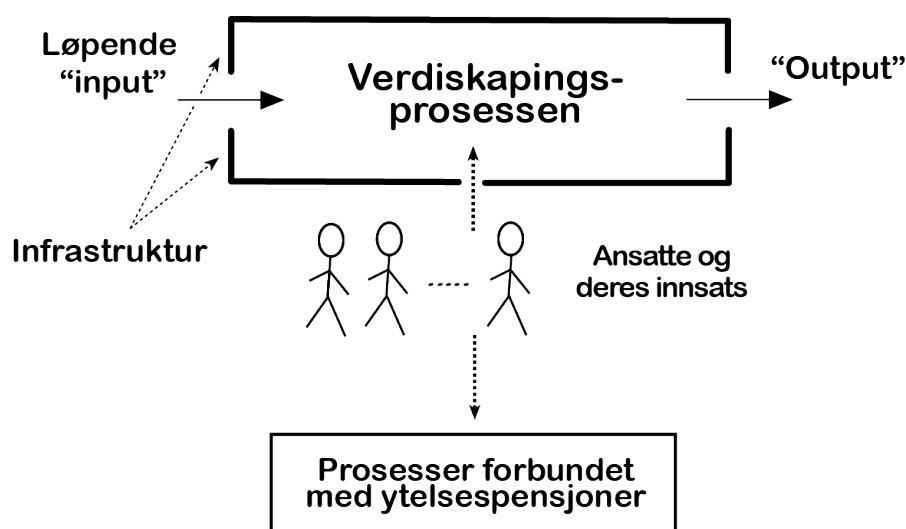 Løpende
“input”
Verdiskapings-
prosessen
“Output”
Infrastruktur
Ansatte og
deres innsats
Prosesser forbundet
med ytelsespensjoner